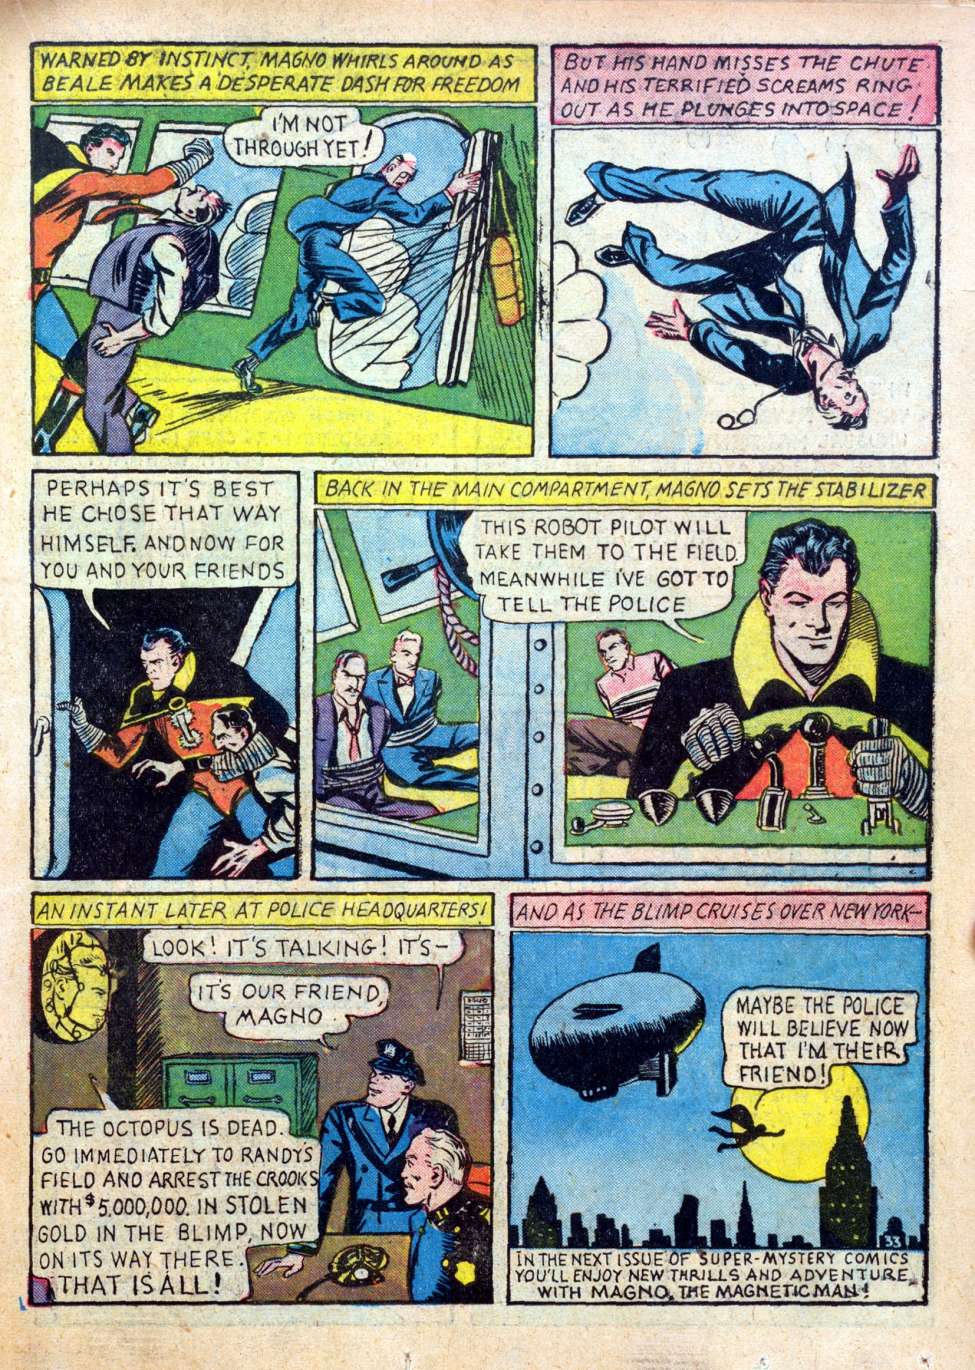 WARNED BY INSTINCT, MAGNO WHIRLS AROUND AS
BEALE MAKES A DESPERATE DASH FOR FREEDOM
I'M NOT
THROUGH YET!
BUT HIS HAND MISSES THE CHUTE
AND HIS TERRIFIED SCREAMS RING
OUT AS HE PLUNGES INTO SPACE!
PERHAPS IT'S BEST
HE CHOSE THAT WAY
HIMSELF. AND NOW FOR
YOU AND YOUR FRIENDS
BACK IN THE MAIN COMPARTMENT, MAGNO SETS THE STABILIZER
THIS ROBOT PILOT WILL
TAKE THEM TO THE FIELD.
MEANWHILE I'VE GOT TO
TELL THE POLICE
AN INSTANT LATER AT POLICE HEADQUARTERS!
11 12
LOOK! IT'S TALKING! IT'S—
IT'S OUR FRIEND,
MAGNO
THE OCTOPUS IS DEAD.
GO IMMEDIATELY TO RANDY'S
FIELD AND ARREST THE CROOKS
WITH $5,000,000. IN STOLEN
GOLD IN THE BLIMP, NOW
ON ITS WAY THERE.
THAT IS ALL!
AND AS THE BLIMP CRUISES OVER NEW YORK—
MAYBE THE POLICE
WILL BELIEVE NOW
THAT I'M THEIR
FRIEND!
33
IN THE NEXT ISSUE OF SUPER-MYSTERY COMICS
YOU'LL ENJOY NEW THRILLS AND ADVENTURE
WITH MAGNO, THE MAGNETIC MAN!